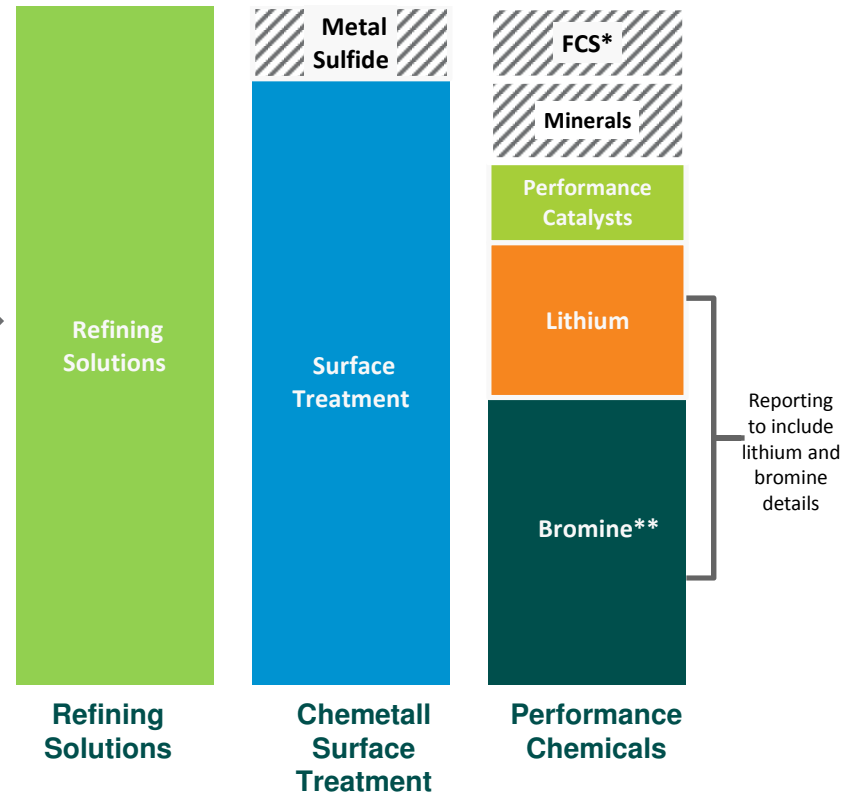 Refining
Solutions
Metal
Sulfide
Surface
Treatment
FCS*
Minerals
Performance
Catalysts
Lithium
Bromine**
Reporting
to include
lithium and
bromine
details
Refining
Solutions
Chemetall
Surface
Treatment
Performance
Chemicals